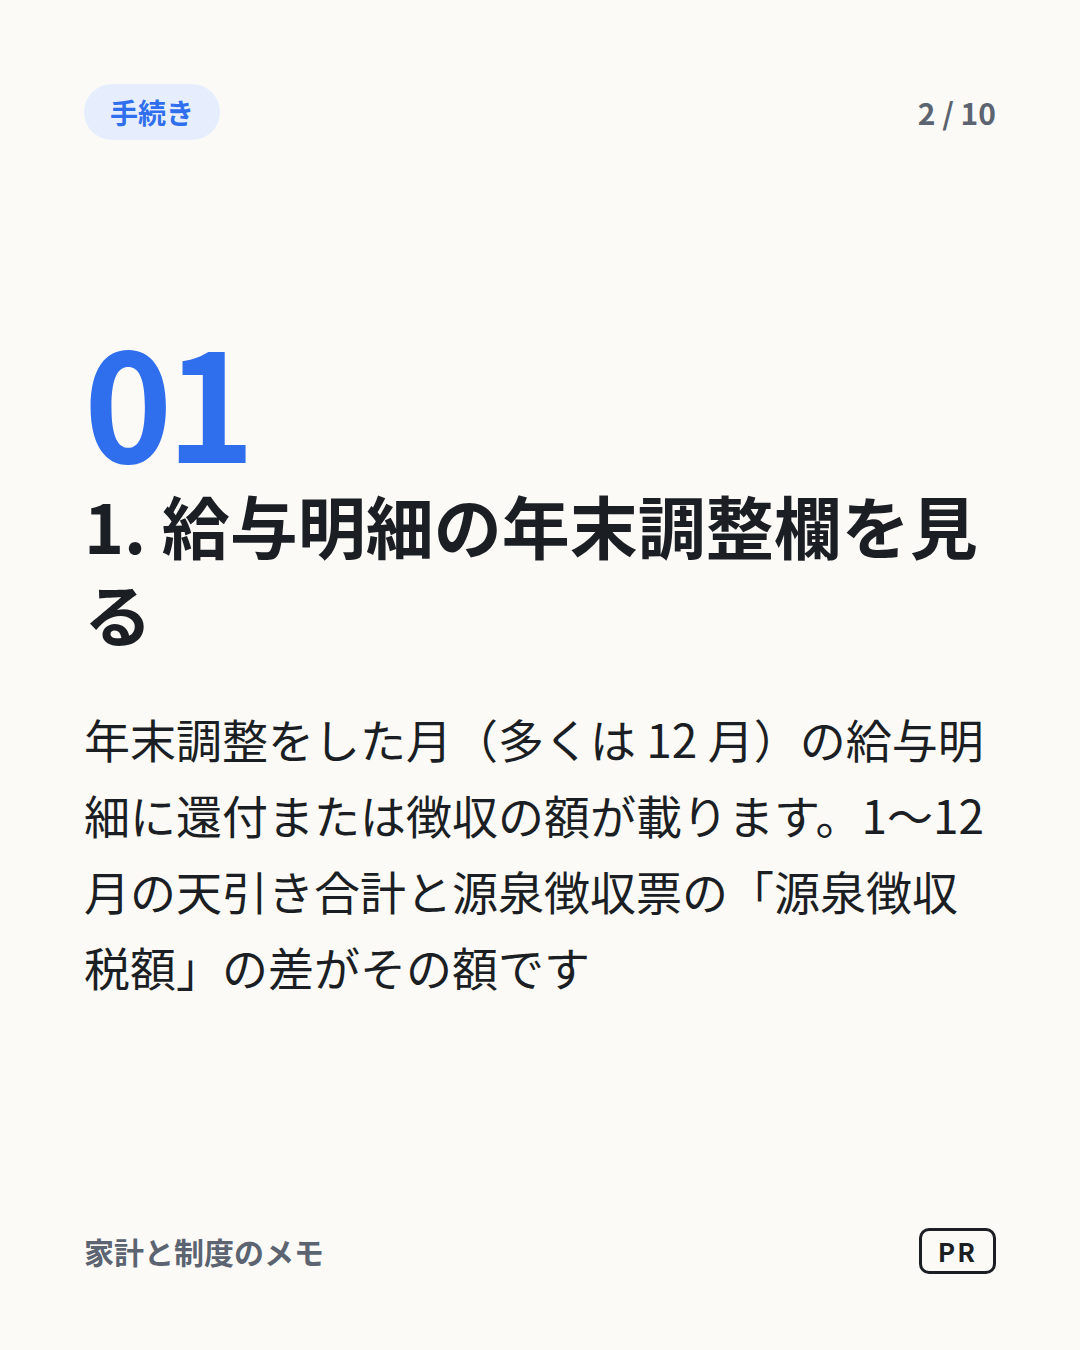 手続き
2 / 10
01
1. 給与明細の年末調整欄を見
る
年末調整をした月（多くは 12 月）の給与明
細に還付または徴収の額が載ります。1〜12
月の天引き合計と源泉徴収票の「源泉徴収
税額」の差がその額です
家計と制度のメモ
PR